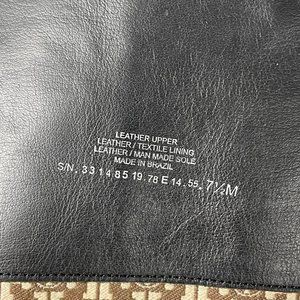 LEATHER UPPER
LEATHER / TEXTILE LINING
LEATHER / MAN MADE SOLE
MADE IN BRAZIL
S/N. 33 14 85 19. 78 E 14. 55. 7½M